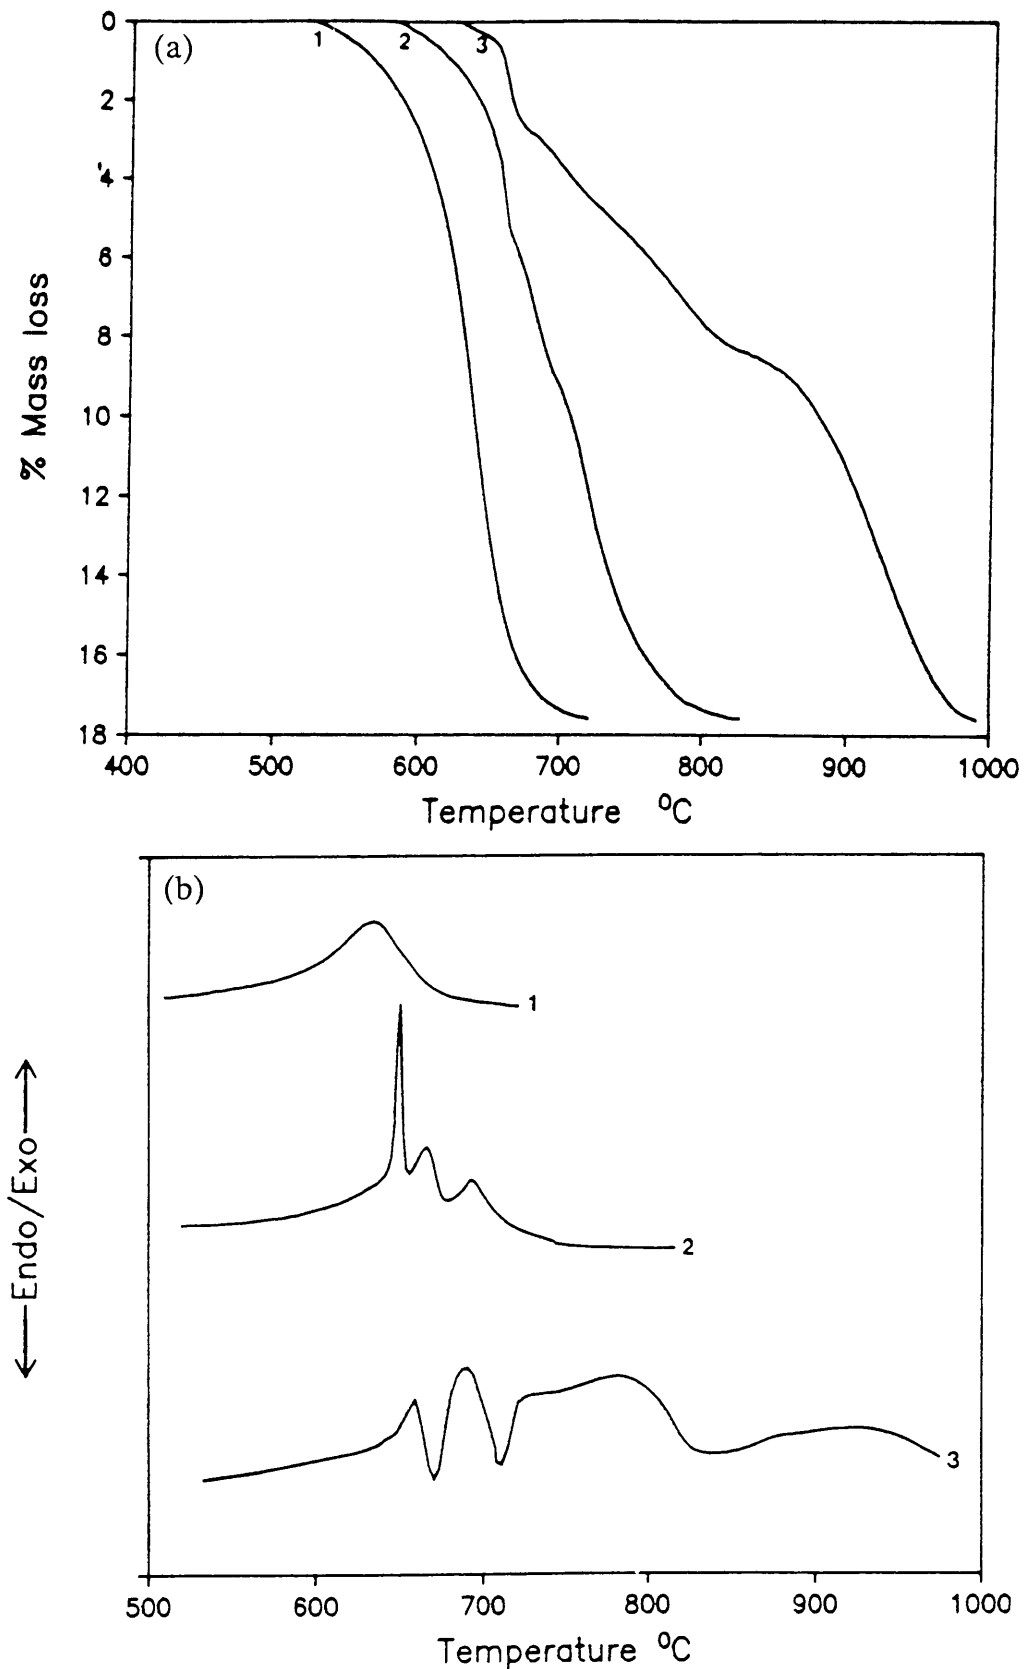 (a)
1 2 3
0
2
4
6
8
10
12
14
16
18
% Mass loss
400 500 600 700 800 900 1000
Temperature °C
(b)
1
2
3
←Endo/Exo→
500 600 700 800 900 1000
Temperature °C